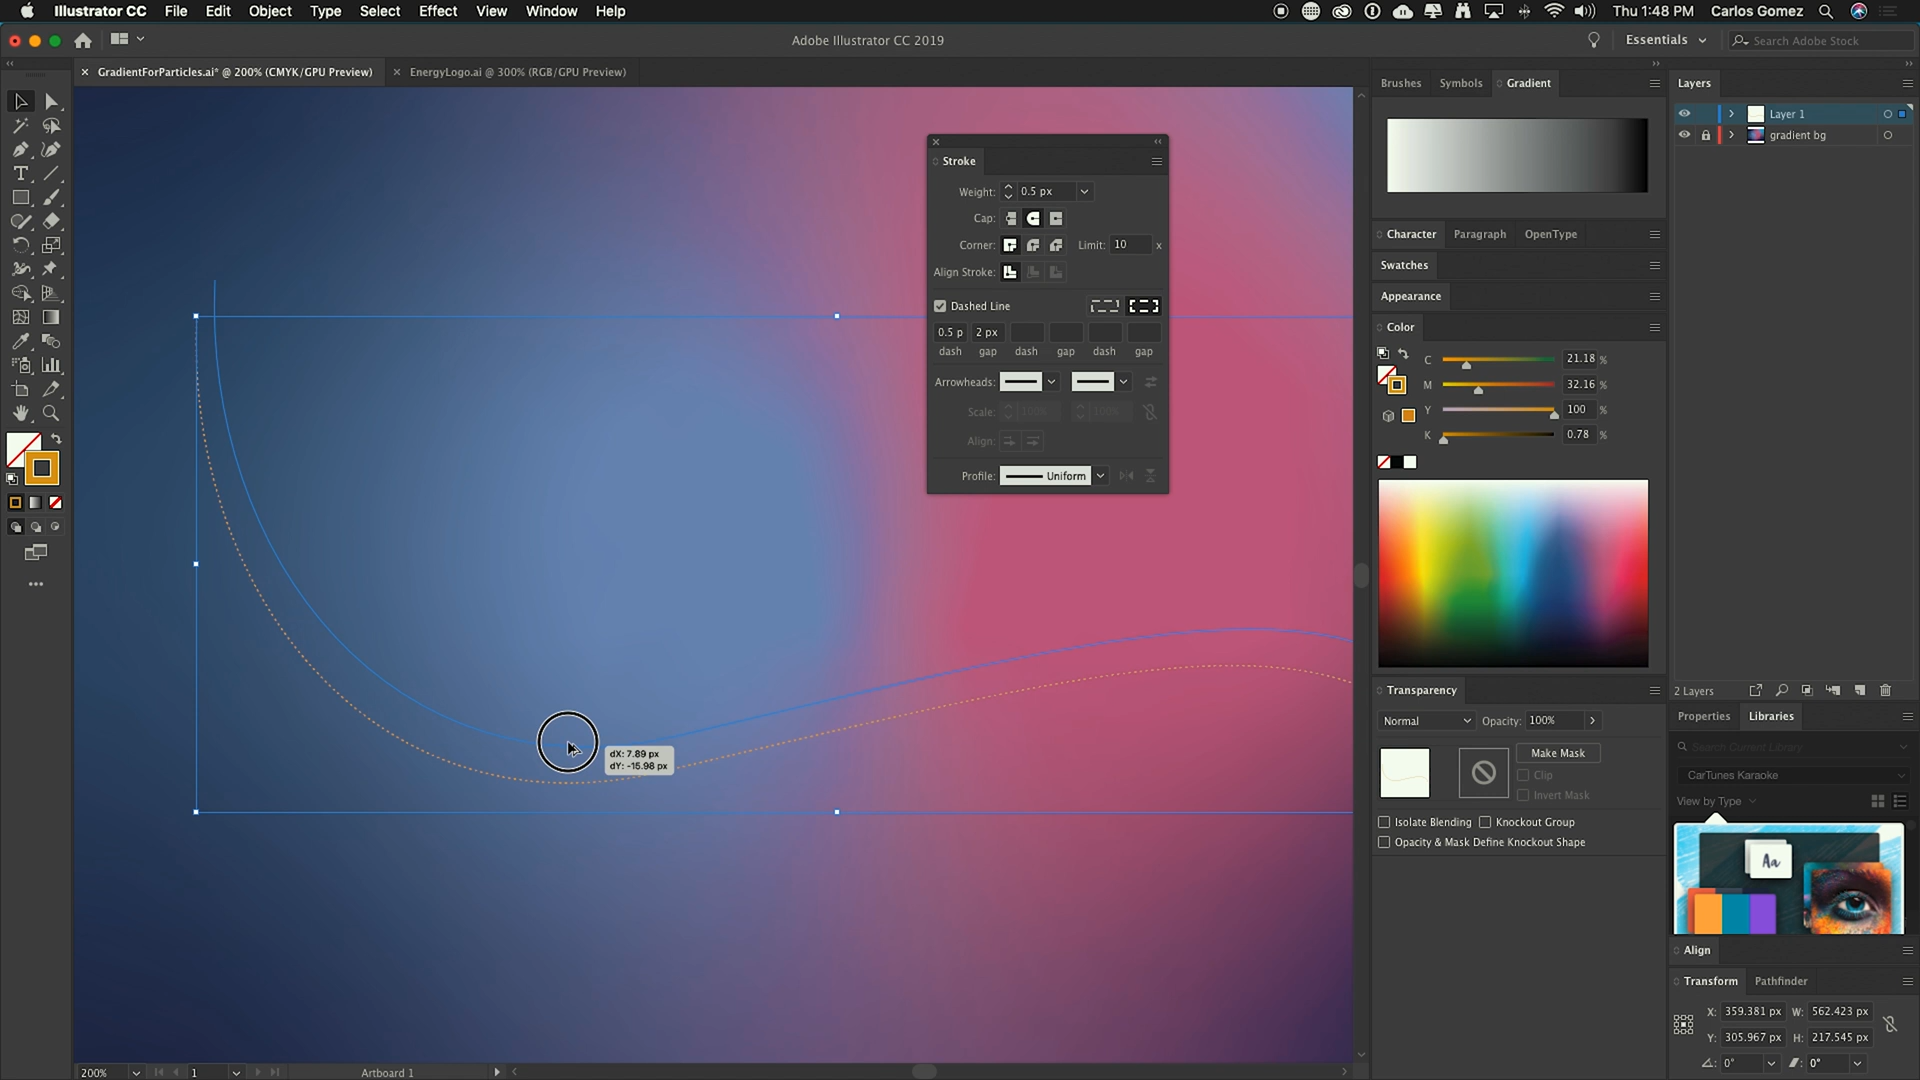 Illustrator CC File Edit Object Type Select Effect View Window Help
Thu 1:48 PM Carlos Gomez
Adobe Illustrator CC 2019
Essentials
Search Adobe Stock
× GradientForParticles.ai* @ 200% (CMYK/GPU Preview)
× EnergyLogo.ai @ 300% (RGB/GPU Preview)
Stroke
Weight: 0.5 px
Cap:
Corner: Limit: 10 x
Align Stroke:
Dashed Line
0.5 p 2 px
dash gap dash gap dash gap
Arrowheads:
Scale: 100% 100%
Align:
Profile: Uniform
dX: 7.89 px
dY: -15.98 px
Brushes Symbols Gradient
Character Paragraph OpenType
Swatches
Appearance
Color
C 21.18 %
M 32.16 %
Y 100 %
K 0.78 %
Transparency
Normal Opacity: 100%
Make Mask
Clip
Invert Mask
Isolate Blending Knockout Group
Opacity & Mask Define Knockout Shape
Layers
Layer 1
gradient bg
2 Layers
Properties Libraries
Search Current Library
CarTunes Karaoke
View by Type
Aa
Align
Transform Pathfinder
X: 359.381 px W: 562.423 px
Y: 305.967 px H: 217.545 px
0° 0°
200% 1 Artboard 1